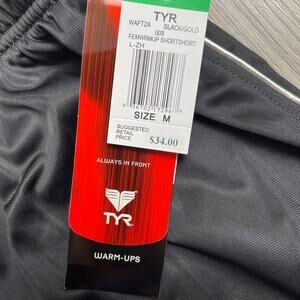 TYR
WAFT2A BLACK/GOLD
008
FEMWRMUP SHORTSHORT
L-ZH
SIZE M
SUGGESTED
RETAIL
PRICE $34.00
ALWAYS IN FRONT
TYR
WARM-UPS